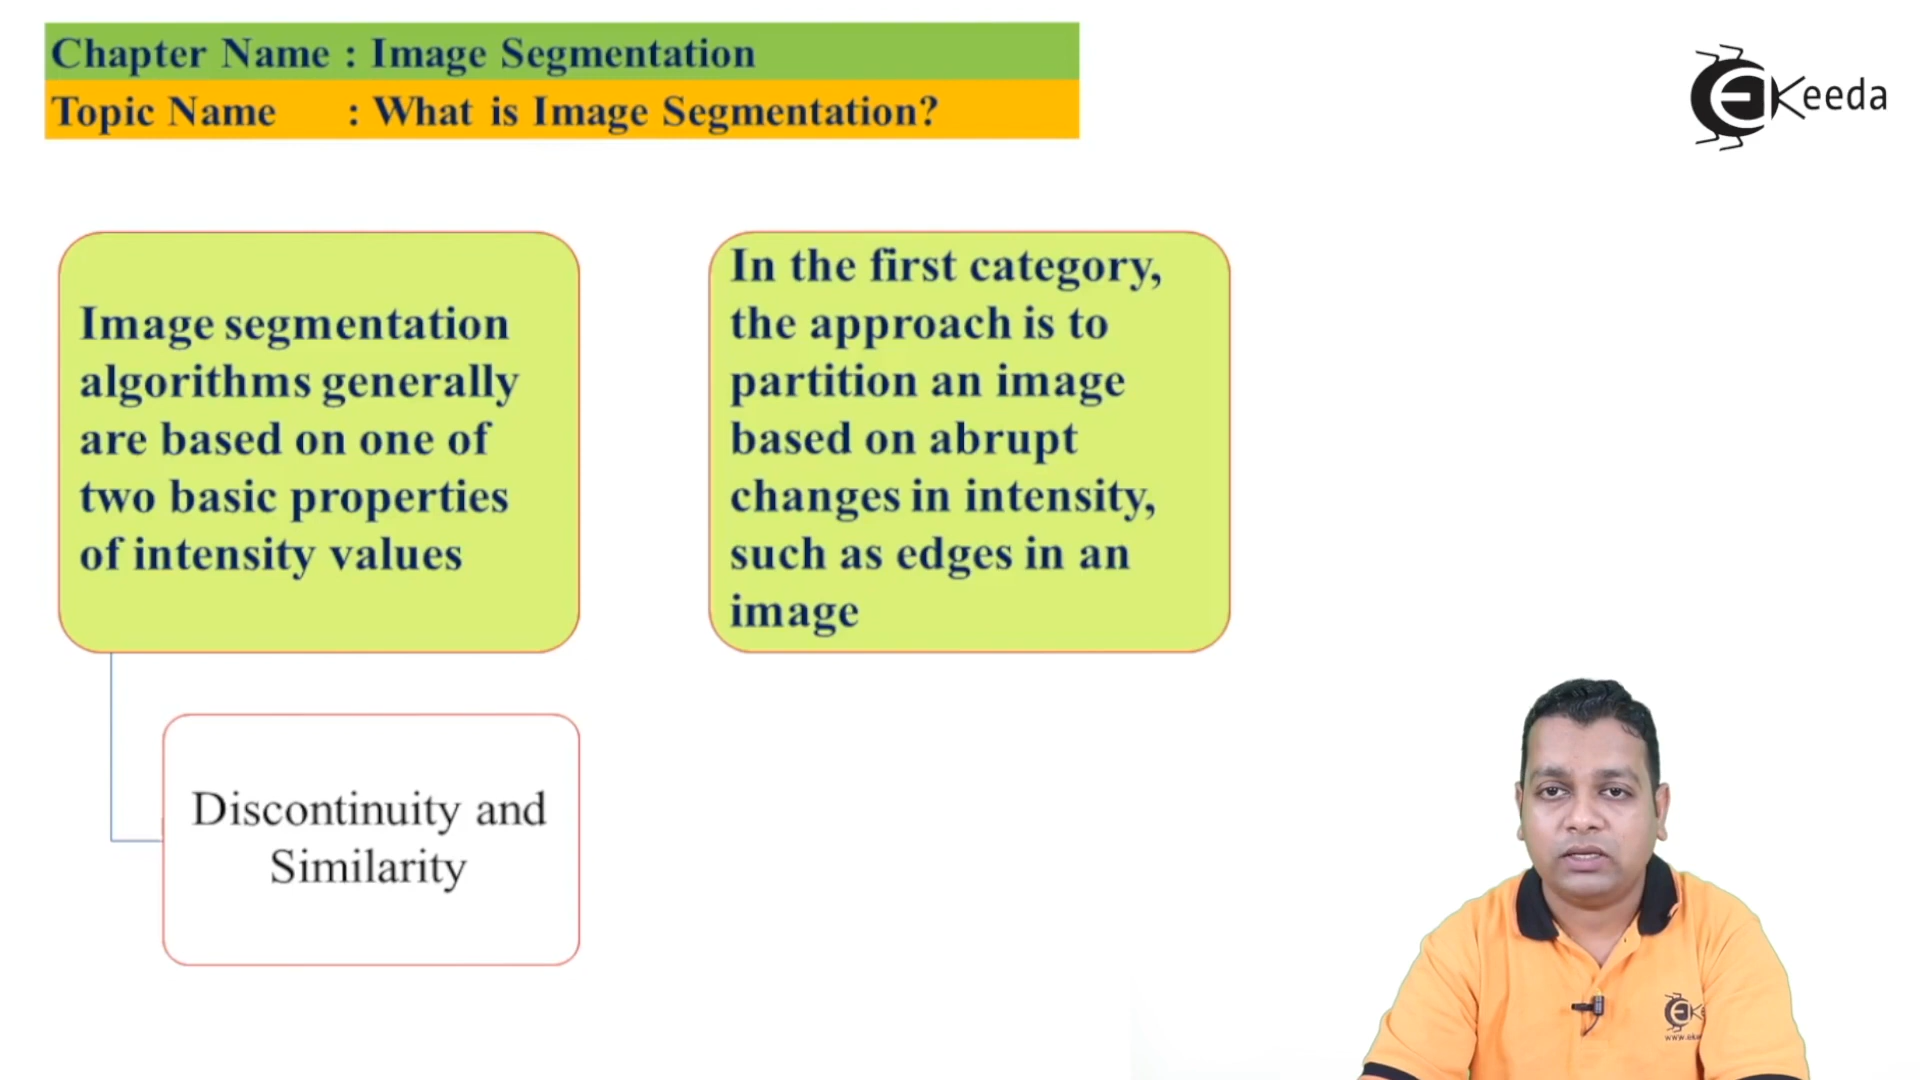 Chapter Name : Image Segmentation
Topic Name : What is Image Segmentation?
EKeeda
Image segmentation
algorithms generally
are based on one of
two basic properties
of intensity values
In the first category,
the approach is to
partition an image
based on abrupt
changes in intensity,
such as edges in an
image
Discontinuity and
Similarity